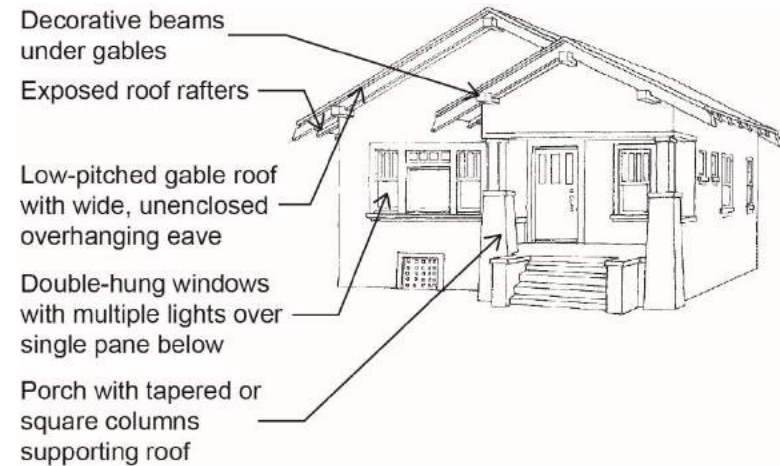 Decorative beams
under gables
Exposed roof rafters
Low-pitched gable roof
with wide, unenclosed
overhanging eave
Double-hung windows
with multiple lights over
single pane below
Porch with tapered or
square columns
supporting roof